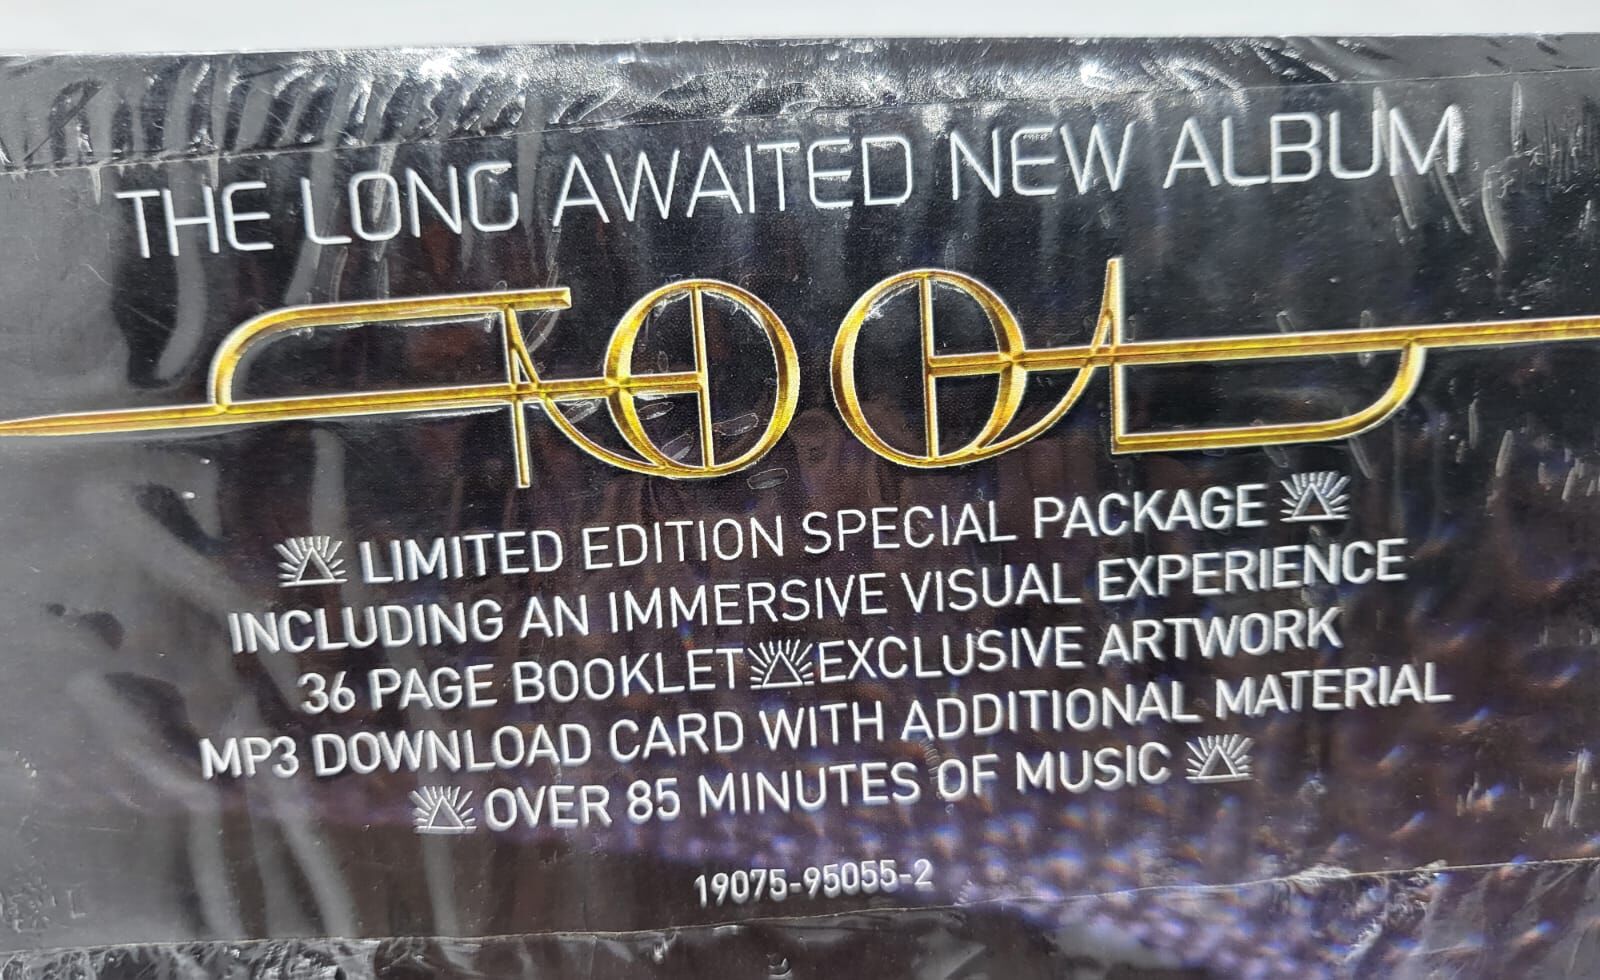 THE LONG AWAITED NEW ALBUM
TOOL
LIMITED EDITION SPECIAL PACKAGE
INCLUDING AN IMMERSIVE VISUAL EXPERIENCE
36 PAGE BOOKLET EXCLUSIVE ARTWORK
MP3 DOWNLOAD CARD WITH ADDITIONAL MATERIAL
OVER 85 MINUTES OF MUSIC
19075-95055-2